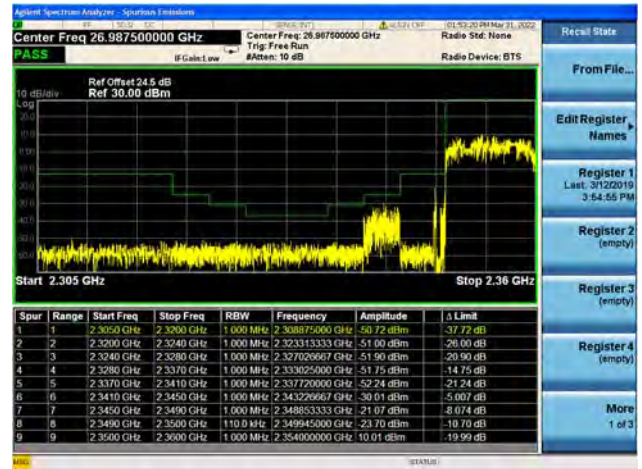 Agilent Spectrum Analyzer - Spurious Emissions
RF 50 Ω DC SENSE:INT ALIGN OFF 01:53:20 PM Mar 31, 2022
Center Freq 26.987500000 GHz
Center Freq: 26.987500000 GHz
Radio Std: None
Trig: Free Run
PASS
IFGain:Low
#Atten: 10 dB
Radio Device: BTS
Ref Offset 24.5 dB
10 dB/div Ref 30.00 dBm
Log
20.0
10.0
0.00
Start 2.305 GHz
Stop 2.36 GHz
Spur Range Start Freq Stop Freq RBW Frequency Amplitude Δ Limit
1 1 2.3050 GHz 2.3200 GHz 1.000 MHz 2.308875000 GHz -50.72 dBm -37.72 dB
2 2 2.3200 GHz 2.3240 GHz 1.000 MHz 2.323313333 GHz -51.00 dBm -26.00 dB
3 3 2.3240 GHz 2.3280 GHz 1.000 MHz 2.327026667 GHz -51.90 dBm -20.90 dB
4 4 2.3280 GHz 2.3370 GHz 1.000 MHz 2.333025000 GHz -51.75 dBm -14.75 dB
5 5 2.3370 GHz 2.3410 GHz 1.000 MHz 2.337720000 GHz -52.24 dBm -21.24 dB
6 6 2.3410 GHz 2.3450 GHz 1.000 MHz 2.343226667 GHz -30.01 dBm -5.007 dB
7 7 2.3450 GHz 2.3490 GHz 1.000 MHz 2.348853333 GHz -21.07 dBm -8.074 dB
8 8 2.3490 GHz 2.3500 GHz 110.0 kHz 2.349945000 GHz -23.70 dBm -10.70 dB
9 9 2.3500 GHz 2.3600 GHz 1.000 MHz 2.354000000 GHz 10.01 dBm -19.99 dB
MSG
STATUS
Recall State
From File...
Edit Register
Names
Register 1
Last: 3/12/2019
3:54:55 PM
Register 2
(empty)
Register 3
(empty)
Register 4
(empty)
More
1 of 3